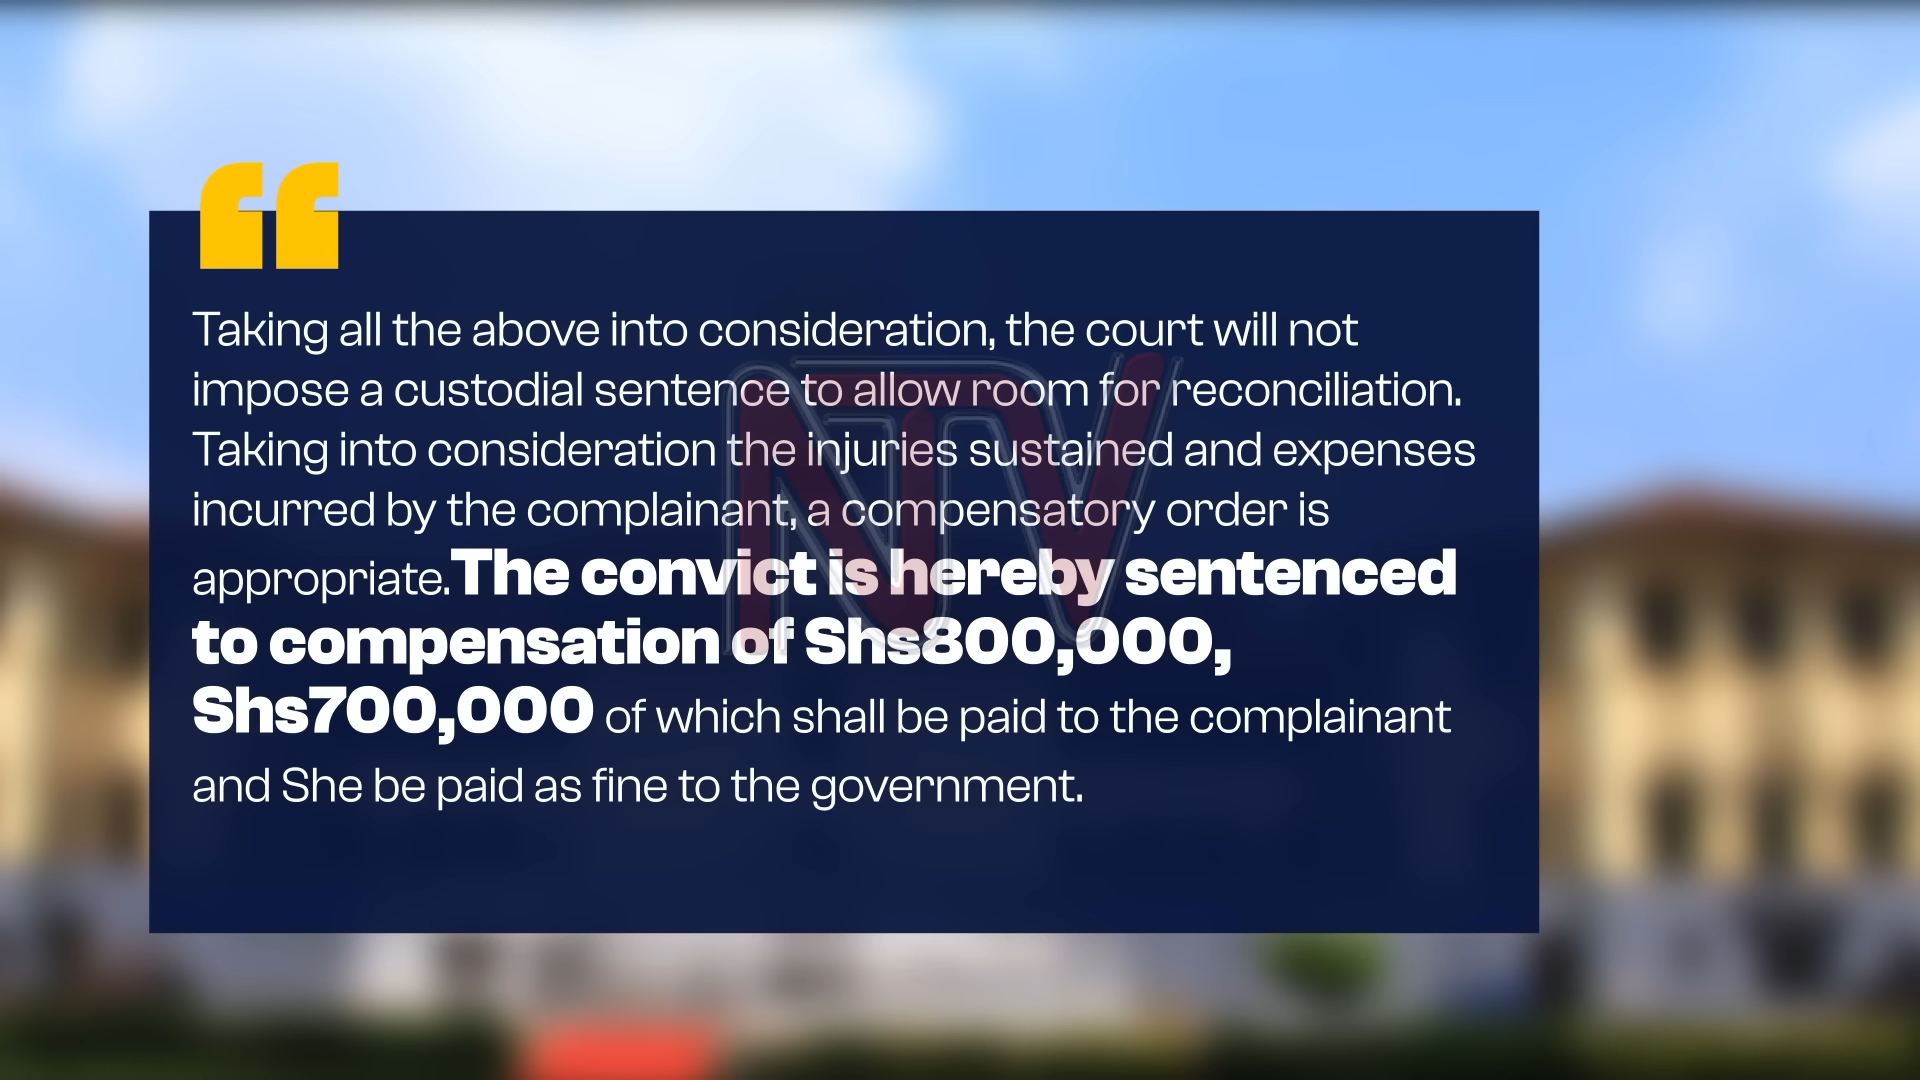 Taking all the above into consideration, the court will not
impose a custodial sentence to allow room for reconciliation.
Taking into consideration the injuries sustained and expenses
incurred by the complainant, a compensatory order is
appropriate.The convict is hereby sentenced
to compensation of Shs800,000,
Shs700,000 of which shall be paid to the complainant
and She be paid as fine to the government.
NTV